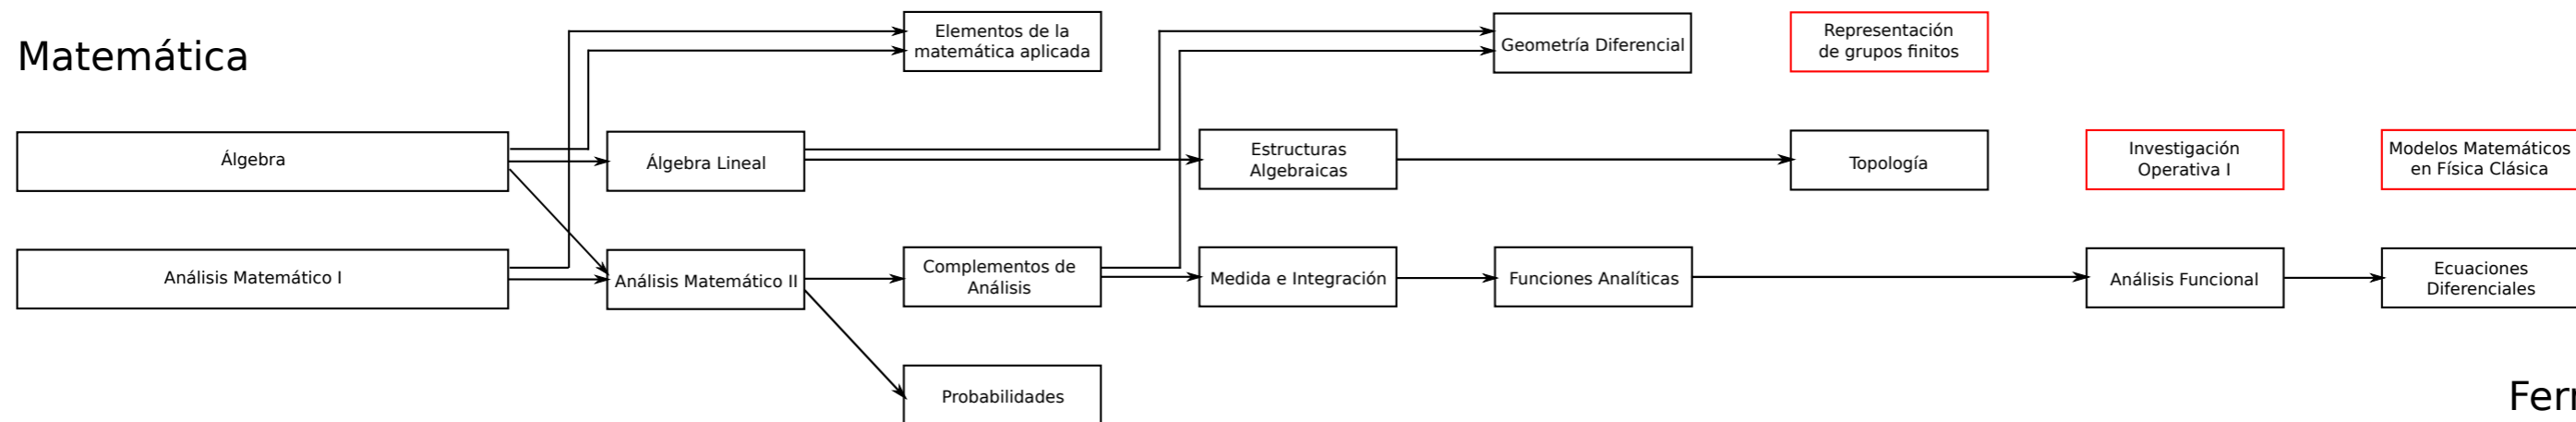 Matemática
Elementos de la
matemática aplicada
Geometría Diferencial
Representación
de grupos finitos
Álgebra
Álgebra Lineal
Estructuras
Algebraicas
Topología
Investigación
Operativa I
Modelos Matemáticos
en Física Clásica
Análisis Matemático I
Análisis Matemático II
Complementos de
Análisis
Medida e Integración
Funciones Analíticas
Análisis Funcional
Ecuaciones
Diferenciales
Probabilidades